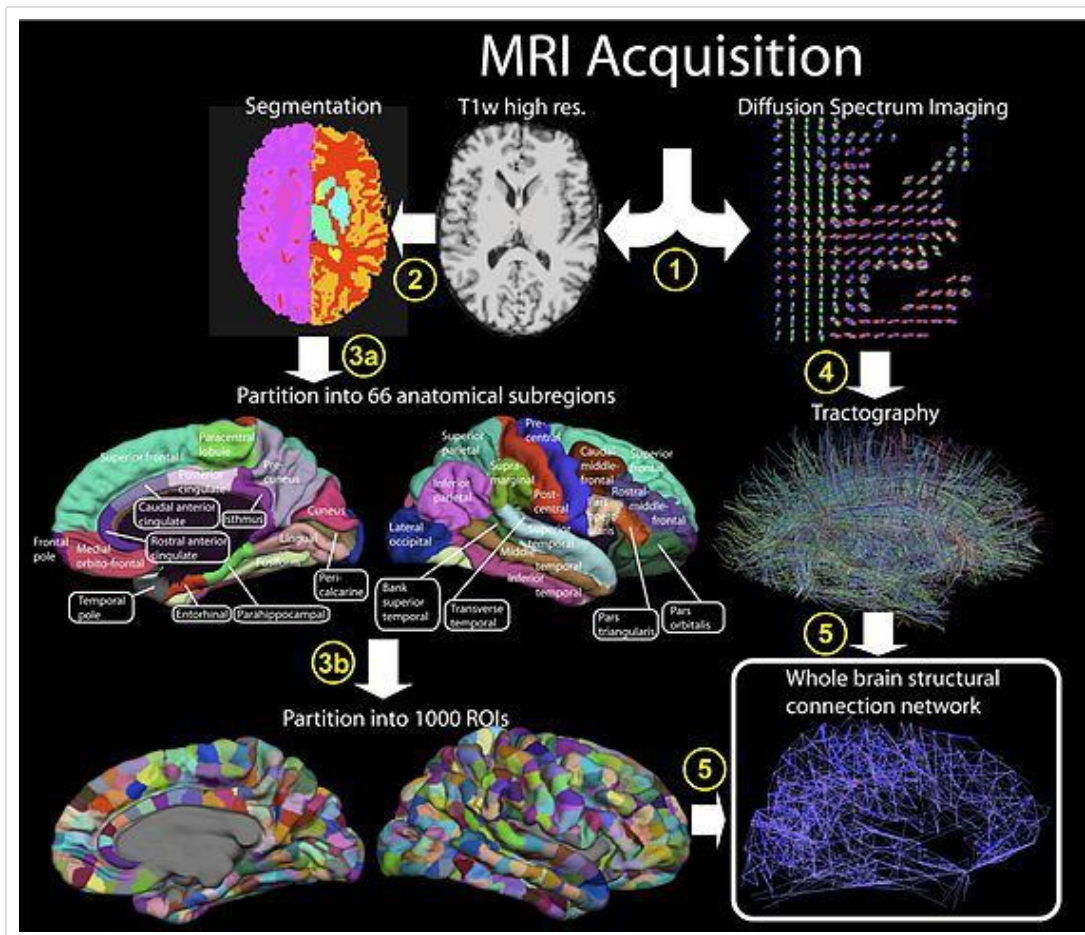 MRI Acquisition
Segmentation
T1w high res.
Diffusion Spectrum Imaging
1
2
3a
4
Partition into 66 anatomical subregions
Tractography
Superior frontal
Paracentral
lobule
Posterior
cingulate
Pre-
cuneus
Caudal anterior
cingulate
Isthmus
Cuneus
Frontal
pole
Medial
orbito-frontal
Rostral anterior
cingulate
Lingual
Fusiform
Peri-
calcarine
Temporal
pole
Entorhinal
Parahippocampal
Superior
parietal
Pre-
central
Caudal
middle-
frontal
Superior
frontal
Supra-
marginal
Inferior
parietal
Post-
central
Rostral-
middle-
frontal
Pars
Lateral
occipital
Superior
temporal
Middle
temporal
Inferior
temporal
Bank
superior
temporal
Transverse
temporal
Pars
triangularis
Pars
orbitalis
3b
5
Partition into 1000 ROIs
Whole brain structural
connection network
5